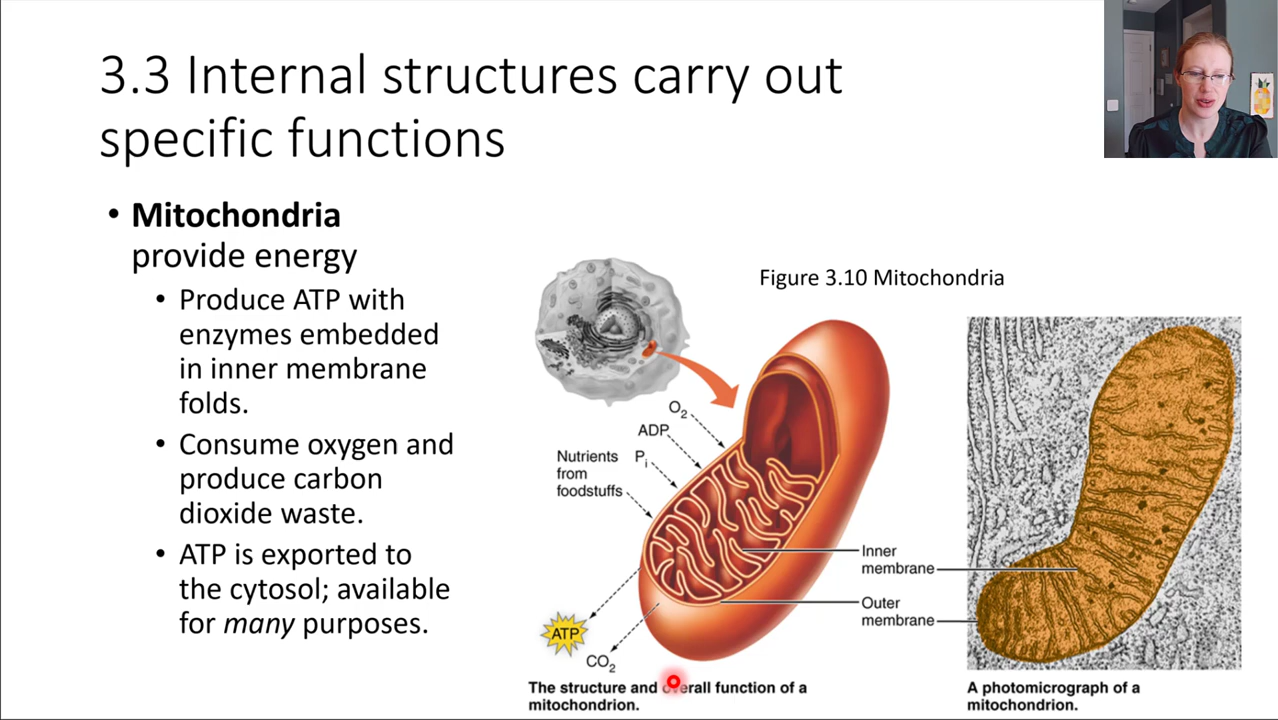 3.3 Internal structures carry out
specific functions
• Mitochondria
provide energy
• Produce ATP with
enzymes embedded
in inner membrane
folds.
• Consume oxygen and
produce carbon
dioxide waste.
• ATP is exported to
the cytosol; available
for many purposes.
Figure 3.10 Mitochondria
O2
ADP
Pi
Nutrients
from
foodstuffs
Inner
membrane
Outer
membrane
ATP
CO2
The structure and overall function of a
mitochondrion.
A photomicrograph of a
mitochondrion.